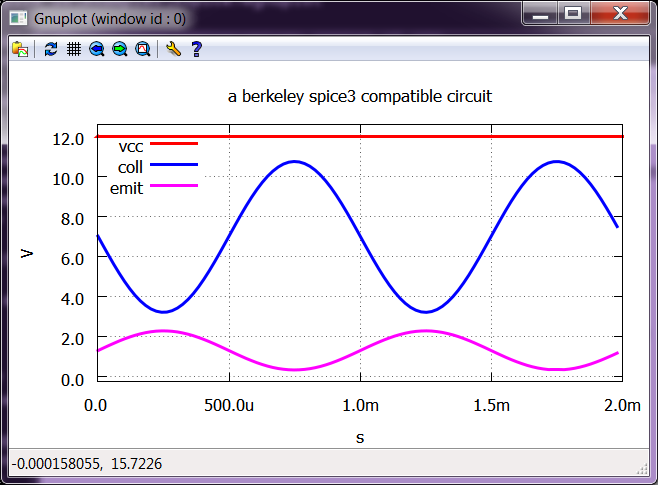 Gnuplot (window id : 0)
a berkeley spice3 compatible circuit
12.0
10.0
8.0
6.0
4.0
2.0
0.0
V
vcc
coll
emit
0.0 500.0u 1.0m 1.5m 2.0m
s
-0.000158055, 15.7226